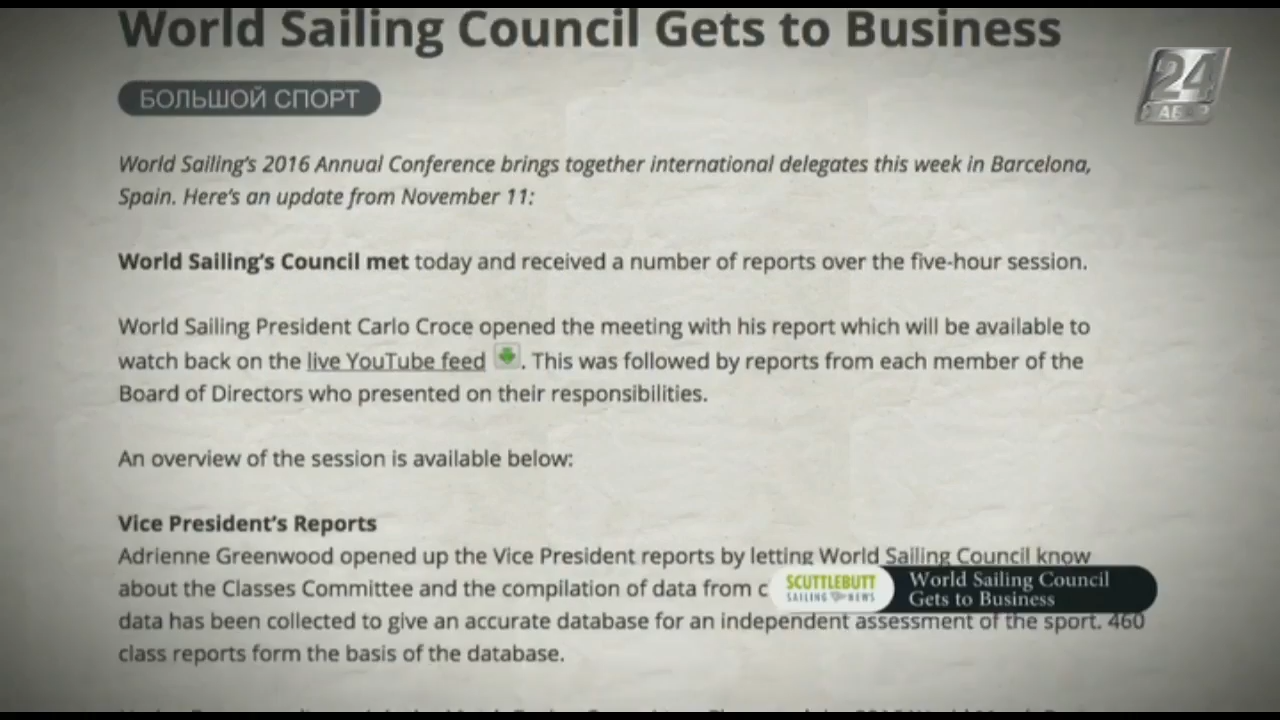 World Sailing Council Gets to Business
БОЛЬШОЙ СПОРТ
24
World Sailing's 2016 Annual Conference brings together international delegates this week in Barcelona,
Spain. Here's an update from November 11:
World Sailing's Council met today and received a number of reports over the five-hour session.
World Sailing President Carlo Croce opened the meeting with his report which will be available to
watch back on the live YouTube feed . This was followed by reports from each member of the
Board of Directors who presented on their responsibilities.
An overview of the session is available below:
Vice President's Reports
Adrienne Greenwood opened up the Vice President reports by letting World Sailing Council know
about the Classes Committee and the compilation of data from
data has been collected to give an accurate database for an independent assessment of the sport. 460
class reports form the basis of the database.
SCUTTLEBUTT
SAILING NEWS
World Sailing Council
Gets to Business